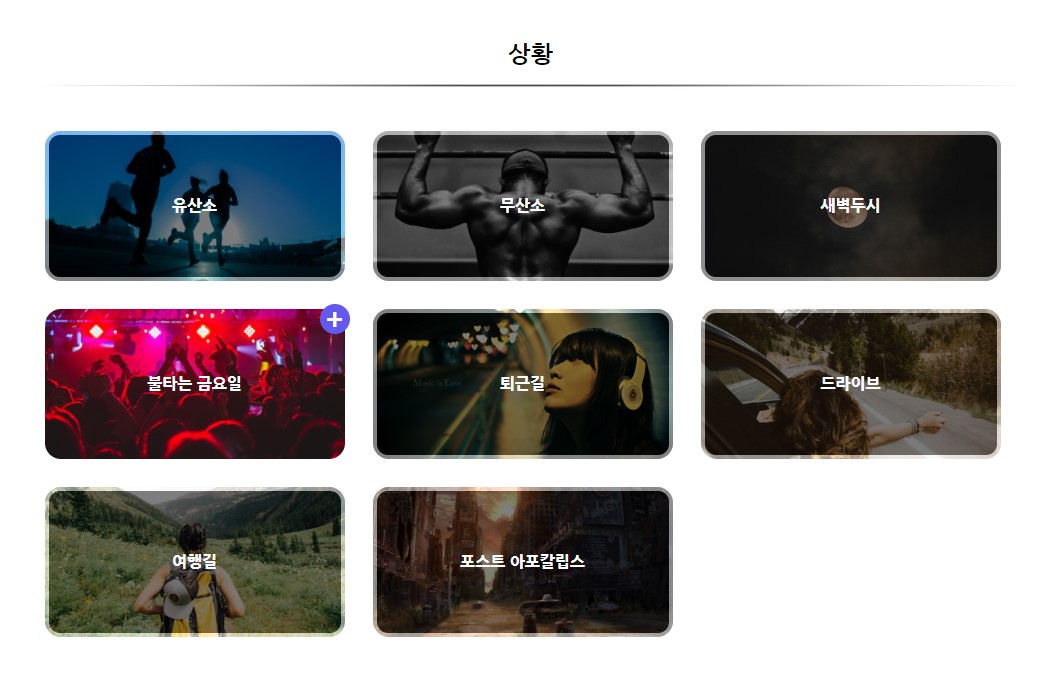 상황
유산소
무산소
새벽두시
불타는 금요일
Music is Love
퇴근길
드라이브
여행길
포스트 아포칼립스